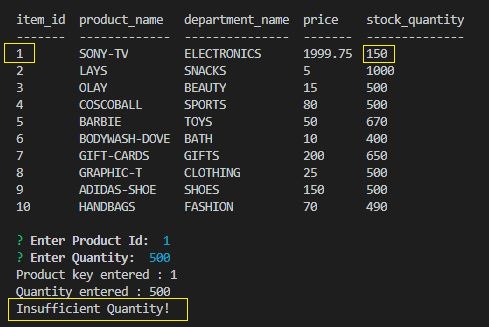 item_id  product_name   department_name  price    stock_quantity
-------  -------------  ---------------  -------  --------------
1        SONY-TV        ELECTRONICS      1999.75  150
2        LAYS           SNACKS           5        1000
3        OLAY           BEAUTY           15       500
4        COSCOBALL      SPORTS           80       500
5        BARBIE         TOYS             50       670
6        BODYWASH-DOVE  BATH             10       400
7        GIFT-CARDS     GIFTS            200      650
8        GRAPHIC-T      CLOTHING         25       500
9        ADIDAS-SHOE    SHOES            150      500
10       HANDBAGS       FASHION          70       490
? Enter Product Id:  1
? Enter Quantity:  500
Product key entered : 1
Quantity entered : 500
Insufficient Quantity!